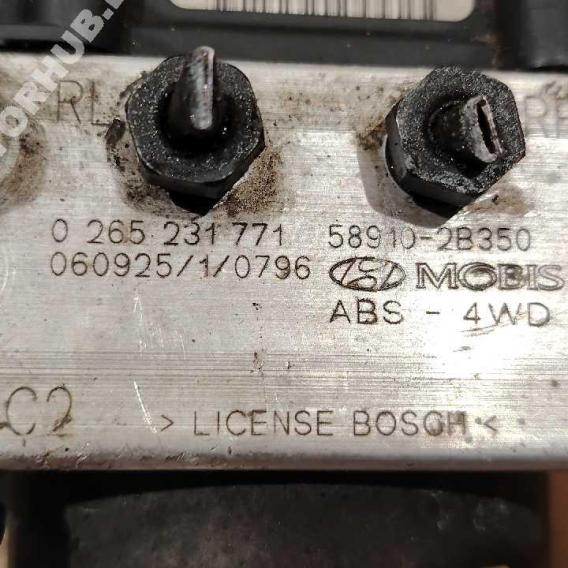 RL
0 265 231 771 58910-2B350
060925/1/0796 MOBIS
ABS - 4WD
C2
> LICENSE BOSCH <